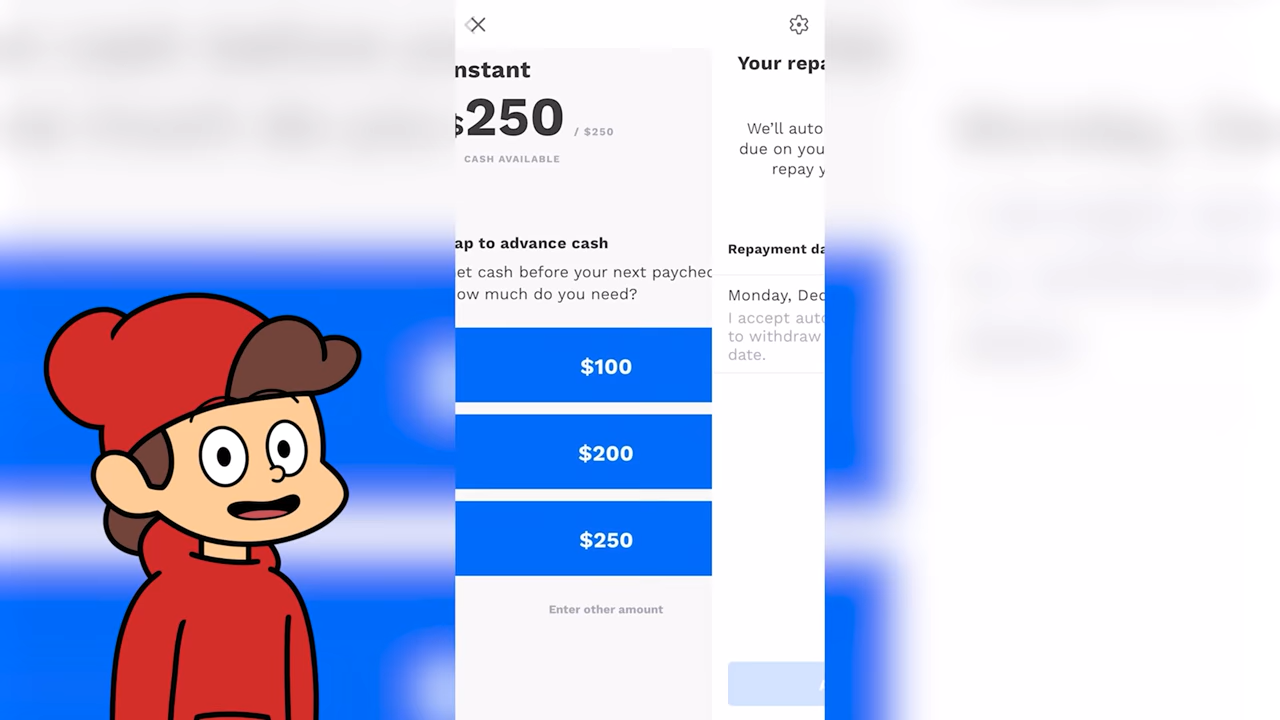 nstant
$250 / $250
CASH AVAILABLE
ap to advance cash
et cash before your next paychec
ow much do you need?
$100
$200
$250
Enter other amount
Your repa
We'll auto
due on you
repay y
Repayment da
Monday, Dec
I accept auto
to withdraw
date.